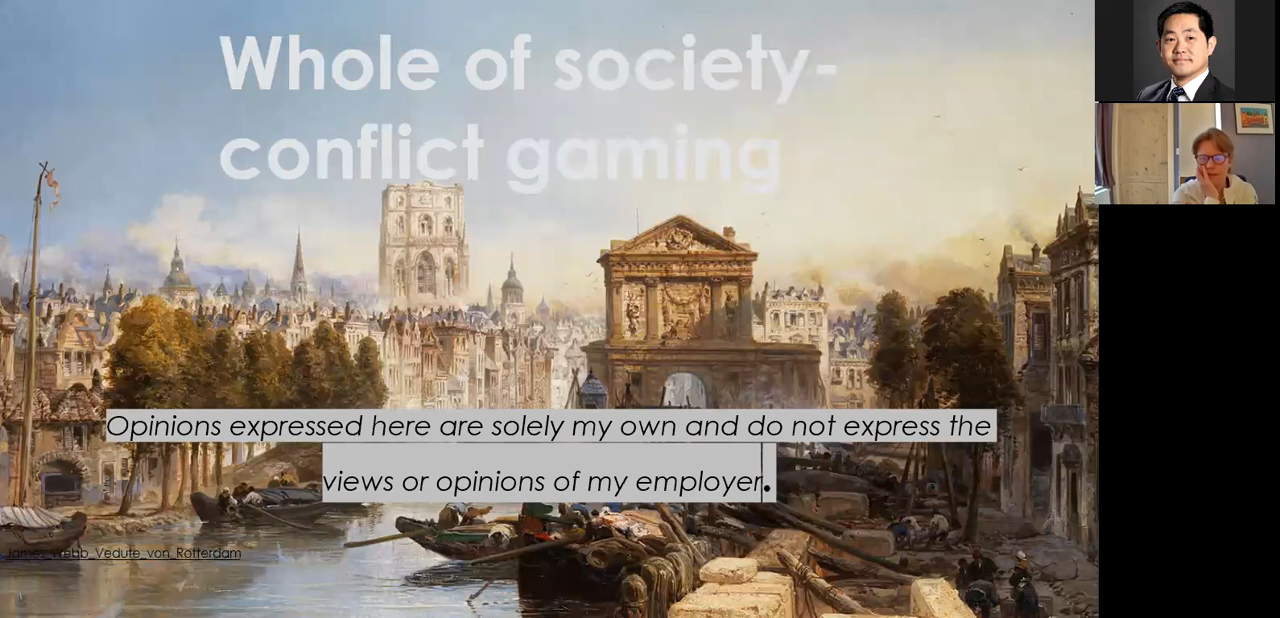 Whole of society-
conflict gaming
Opinions expressed here are solely my own and do not express the
views or opinions of my employer.
James_Webb_Vedute_von_Rotterdam